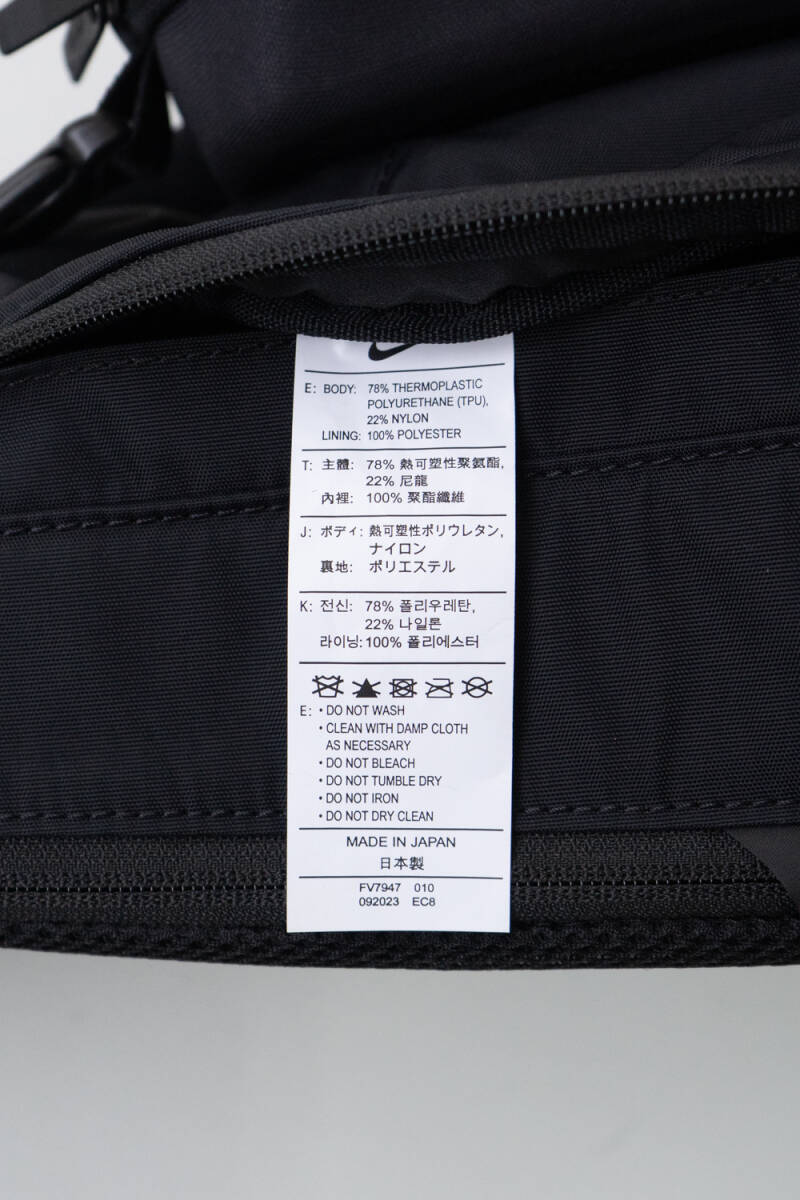 E: BODY: 78% THERMOPLASTIC
POLYURETHANE (TPU),
22% NYLON
LINING: 100% POLYESTER
T: 主體: 78% 熱可塑性聚氨酯,
22% 尼龍
內裡: 100% 聚酯纖維
J: ボディ: 熱可塑性ポリウレタン,
ナイロン
裏地: ポリエステル
K: 전신: 78% 폴리우레탄,
22% 나일론
라이닝: 100% 폴리에스터
E: • DO NOT WASH
• CLEAN WITH DAMP CLOTH
AS NECESSARY
• DO NOT BLEACH
• DO NOT TUMBLE DRY
• DO NOT IRON
• DO NOT DRY CLEAN
MADE IN JAPAN
日本製
FV7947 010
092023 EC8